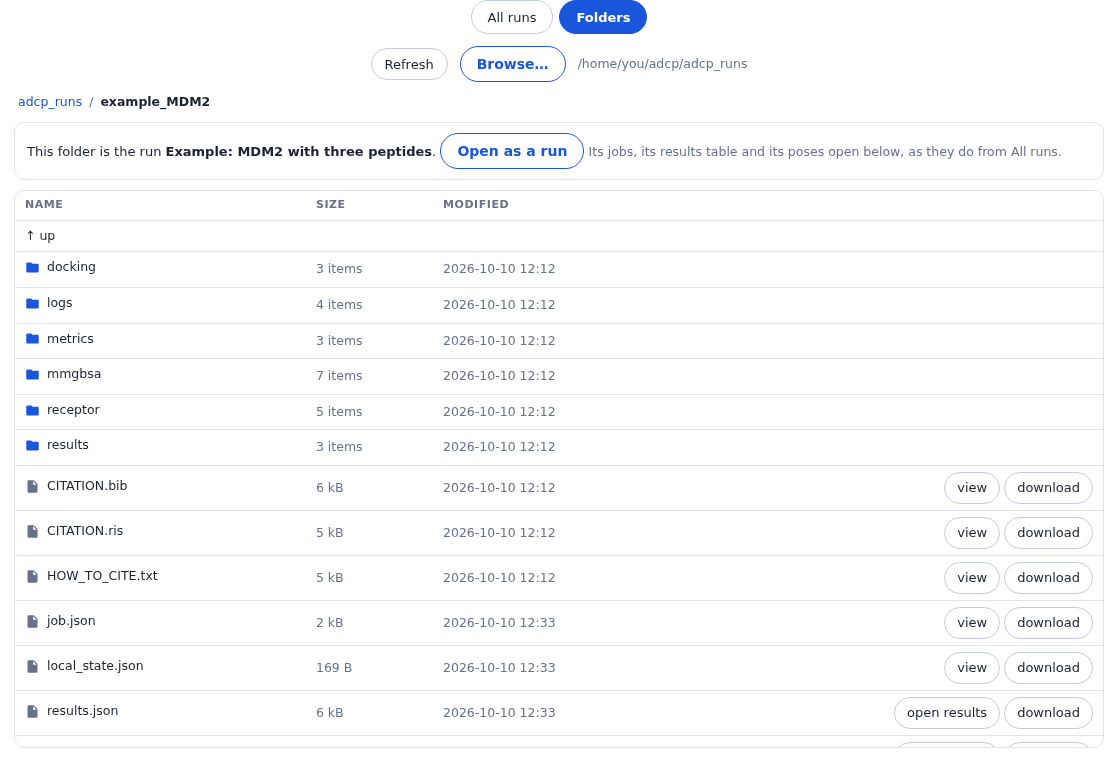 All runs Folders
Refresh Browse... /home/you/adcp/adcp_runs
adcp_runs / example_MDM2
This folder is the run Example: MDM2 with three peptides. Open as a run Its jobs, its results table and its poses open below, as they do from All runs.
NAME SIZE MODIFIED
↑ up
docking 3 items 2026-10-10 12:12
logs 4 items 2026-10-10 12:12
metrics 3 items 2026-10-10 12:12
mmgbsa 7 items 2026-10-10 12:12
receptor 5 items 2026-10-10 12:12
results 3 items 2026-10-10 12:12
CITATION.bib 6 kB 2026-10-10 12:12 view download
CITATION.ris 5 kB 2026-10-10 12:12 view download
HOW_TO_CITE.txt 5 kB 2026-10-10 12:12 view download
job.json 2 kB 2026-10-10 12:33 view download
local_state.json 169 B 2026-10-10 12:33 view download
results.json 6 kB 2026-10-10 12:33 open results download